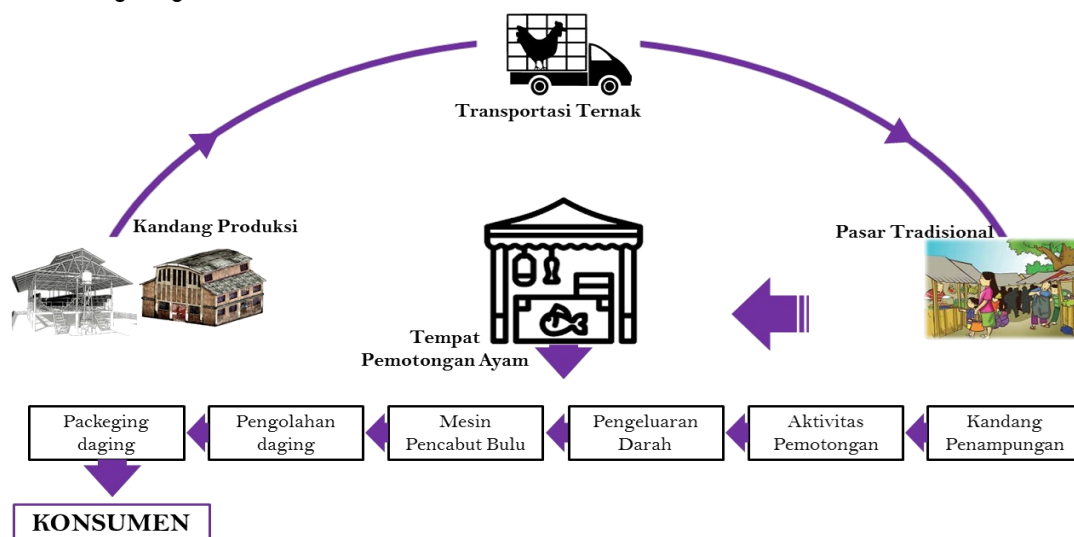 Transportasi Ternak
Kandang Produksi
Pasar Tradisional
Tempat
Pemotongan Ayam
Packeging
daging
Pengolahan
daging
Mesin
Pencabut Bulu
Pengeluaran
Darah
Aktivitas
Pemotongan
Kandang
Penampungan
KONSUMEN